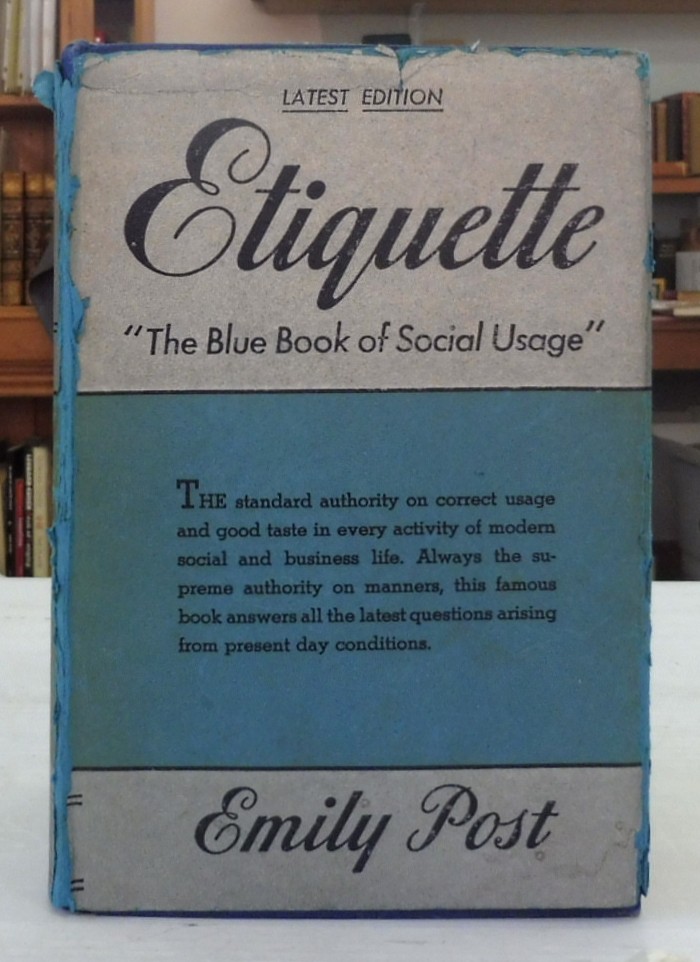 LATEST EDITION
Etiquette
"The Blue Book of Social Usage"
THE standard authority on correct usage
and good taste in every activity of modern
social and business life. Always the su-
preme authority on manners, this famous
book answers all the latest questions arising
from present day conditions.
Emily Post